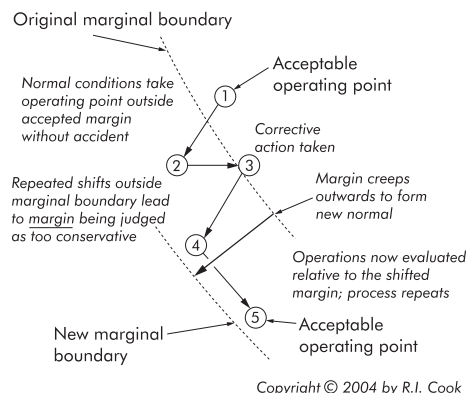 Original marginal boundary
Acceptable
operating point
Normal conditions take
operating point outside
accepted margin
without accident
1
Corrective
action taken
2
3
Repeated shifts outside
marginal boundary lead
to margin being judged
as too conservative
Margin creeps
outwards to form
new normal
4
Operations now evaluated
relative to the shifted
margin; process repeats
5
New marginal
boundary
Acceptable
operating point
Copyright © 2004 by R.I. Cook